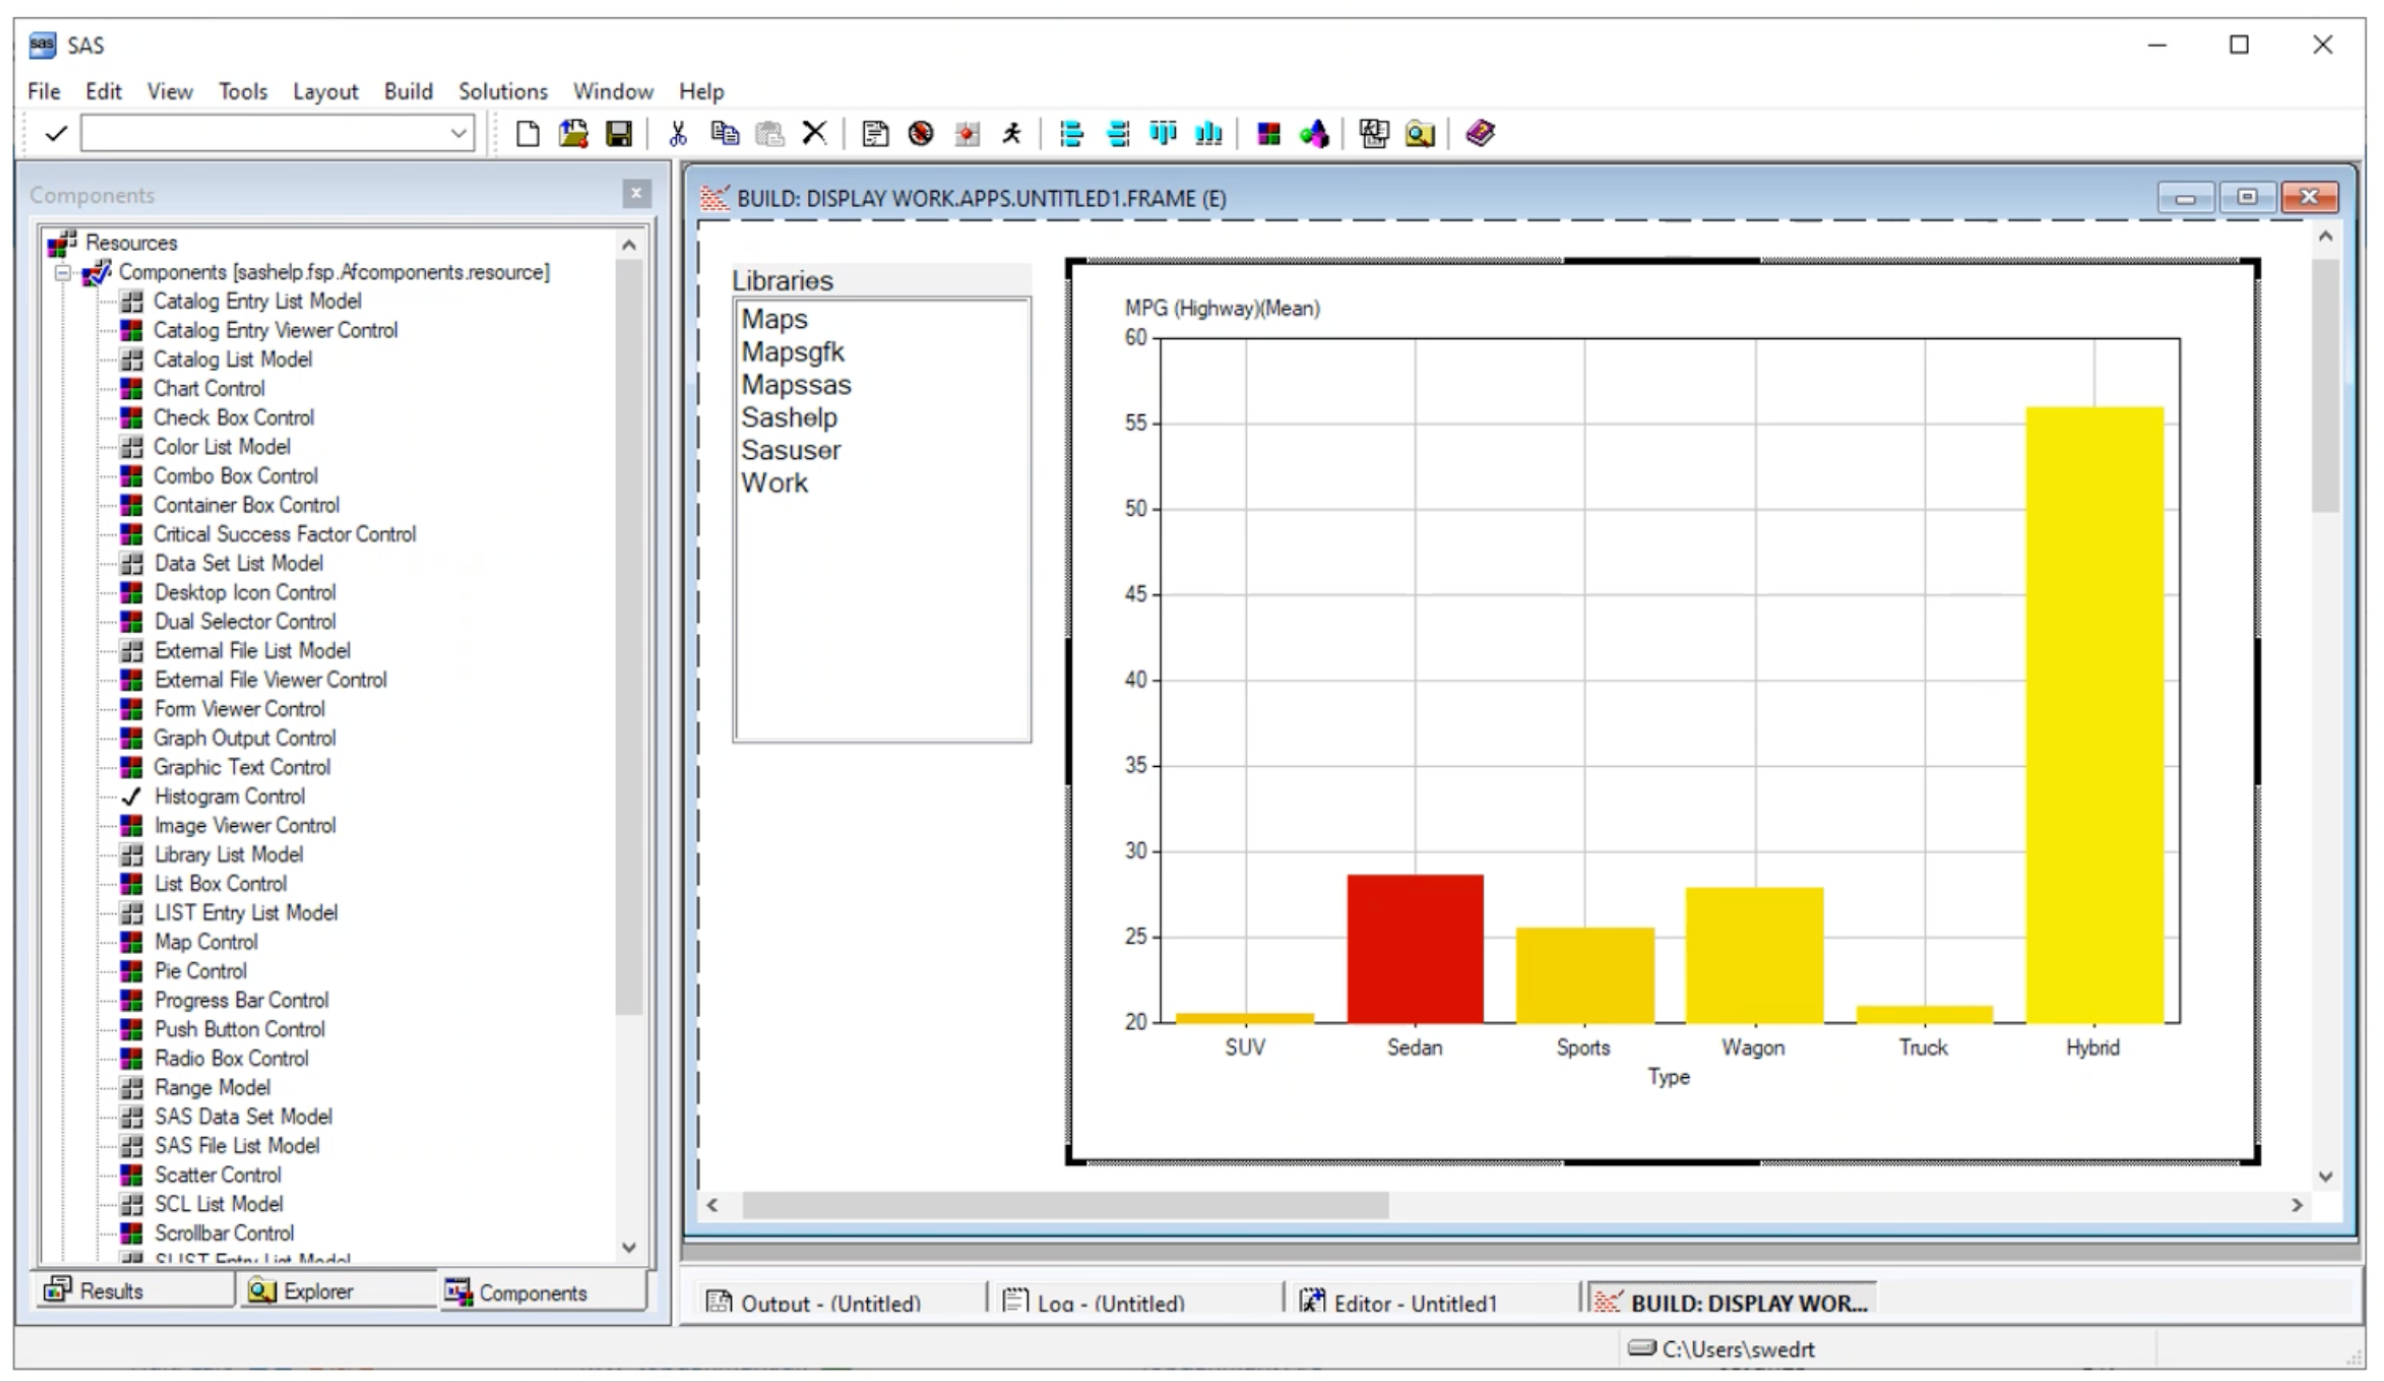 SAS
File Edit View Tools Layout Build Solutions Window Help
Components
Resources
Components [sashelp.fsp.Afcomponents.resource]
Catalog Entry List Model
Catalog Entry Viewer Control
Catalog List Model
Chart Control
Check Box Control
Color List Model
Combo Box Control
Container Box Control
Critical Success Factor Control
Data Set List Model
Desktop Icon Control
Dual Selector Control
External File List Model
External File Viewer Control
Form Viewer Control
Graph Output Control
Graphic Text Control
Histogram Control
Image Viewer Control
Library List Model
List Box Control
LIST Entry List Model
Map Control
Pie Control
Progress Bar Control
Push Button Control
Radio Box Control
Range Model
SAS Data Set Model
SAS File List Model
Scatter Control
SCL List Model
Scrollbar Control
SLIST Entry List Model
Results Explorer Components
BUILD: DISPLAY WORK.APPS.UNTITLED1.FRAME (E)
Libraries
Maps
Mapsgfk
Mapssas
Sashelp
Sasuser
Work
MPG (Highway)(Mean)
60
55
50
45
40
35
30
25
20
SUV Sedan Sports Wagon Truck Hybrid
Type
Output - (Untitled) Log - (Untitled) Editor - Untitled1 BUILD: DISPLAY WOR...
C:\Users\swedrt